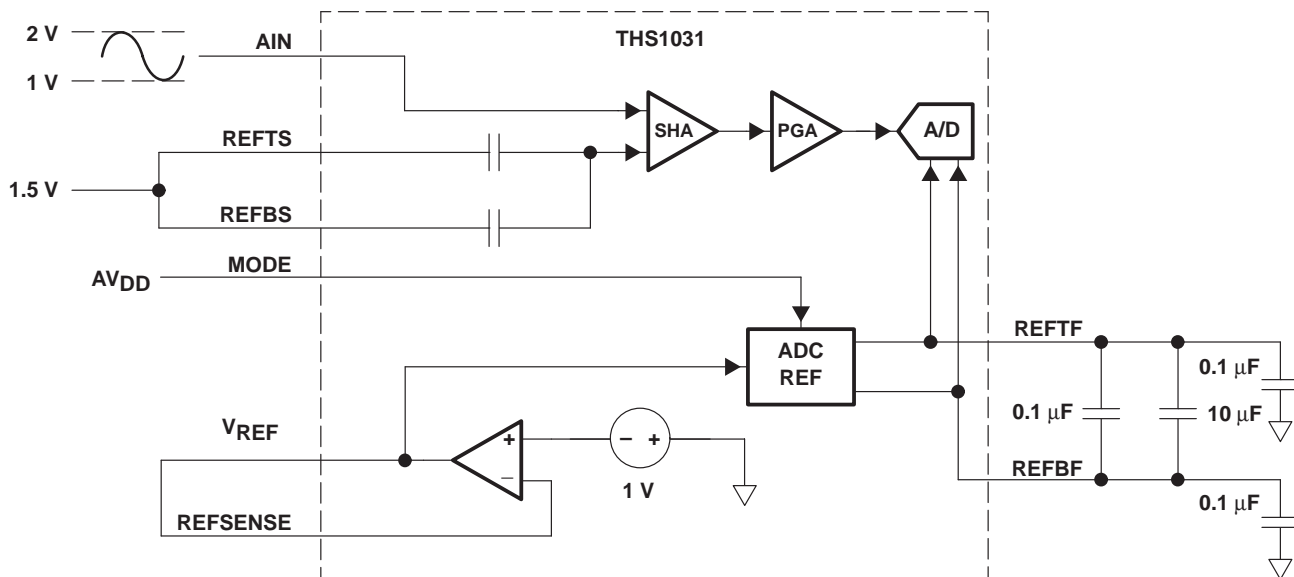 2 V
1 V
AIN
THS1031
SHA
PGA
A/D
REFTS
1.5 V
REFBS
MODE
AVDD
ADC
REF
REFTF
0.1 μF
0.1 μF
10 μF
VREF
+
−
− +
1 V
REFBF
REFSENSE
0.1 μF